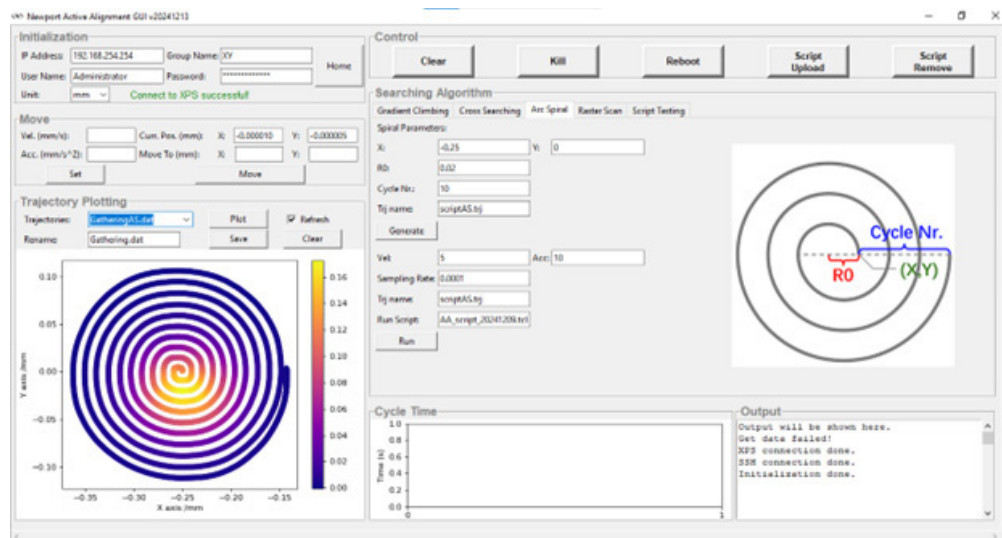 Newport Active Alignment GUI v20241213
Initialization
IP Address: 192.168.254.254 Group Name: XY
Home
User Name: Administrator Password: *************
Unit: mm Connect to XPS successful!
Move
Vel. (mm/s): Curr. Pos. (mm): X: -0.000010 Y: -0.000005
Acc. (mm/s^2): Move To (mm): X: Y:
Set Move
Trajectory Plotting
Trajectories: GatheringAS.dat Plot Refresh
Rename: Gathering.dat Save Clear
0.10
0.05
0.00
-0.05
-0.10
Y axis /mm
-0.35 -0.30 -0.25 -0.20 -0.15
X axis /mm
0.16
0.14
0.12
0.10
0.08
0.06
0.04
0.02
0.00
Control
Clear Kill Reboot Script Upload Script Remove
Searching Algorithm
Gradient Climbing Cross Searching Arc Spiral Raster Scan Script Testing
Spiral Parameters:
X: -0.25 Y: 0
R0: 0.02
Cycle Nr.: 10
Trj name: scriptAS.trj
Generate
Vel: 5 Acc: 10
Sampling Rate: 0.0001
Trj name: scriptAS.trj
Run Script: AA_script_20241209.tcl
Run
Cycle Nr.
R0
(X,Y)
Cycle Time
1.0
0.8
0.6
0.4
0.2
0.0
Time (s)
0 1
Output
Output will be shown here.
Get data failed!
XPS connection done.
SSH connection done.
Initialization done.